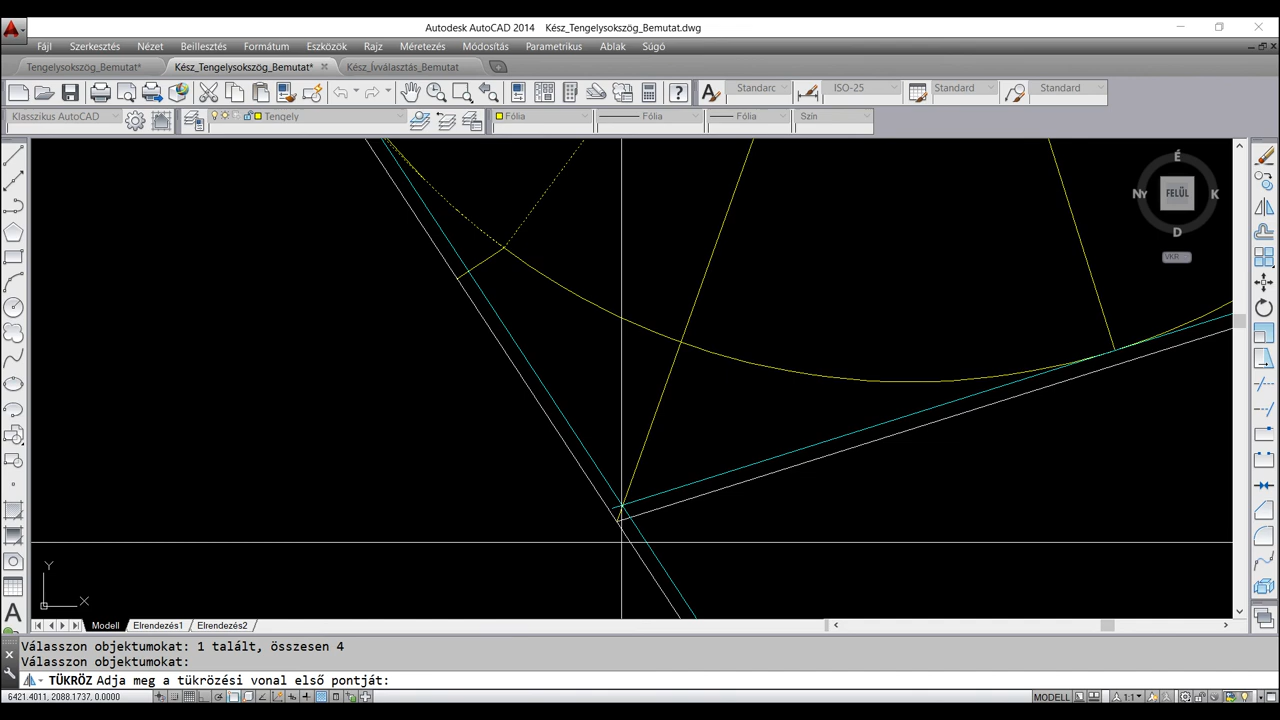 Autodesk AutoCAD 2014 Kész_Tengelysokszög_Bemutat.dwg
Fájl Szerkesztés Nézet Beillesztés Formátum Eszközök Rajz Méretezés Módosítás Parametrikus Ablak Súgó
Tengelysokszög_Bemutat* Kész_Tengelysokszög_Bemutat* Kész_Ívválasztás_Bemutat
Standarc ISO-25 Standard Standard
Klasszikus AutoCAD Tengely Fólia Fólia Fólia Szín
É
NY FELÜL K
D
VKR
Y
X
Modell Elrendezés1 Elrendezés2
Válasszon objektumokat: 1 talált, összesen 4
Válasszon objektumokat:
TÜKRÖZ Adja meg a tükrözési vonal első pontját:
6421.4011, 2088.1737, 0.0000 MODELL 1:1